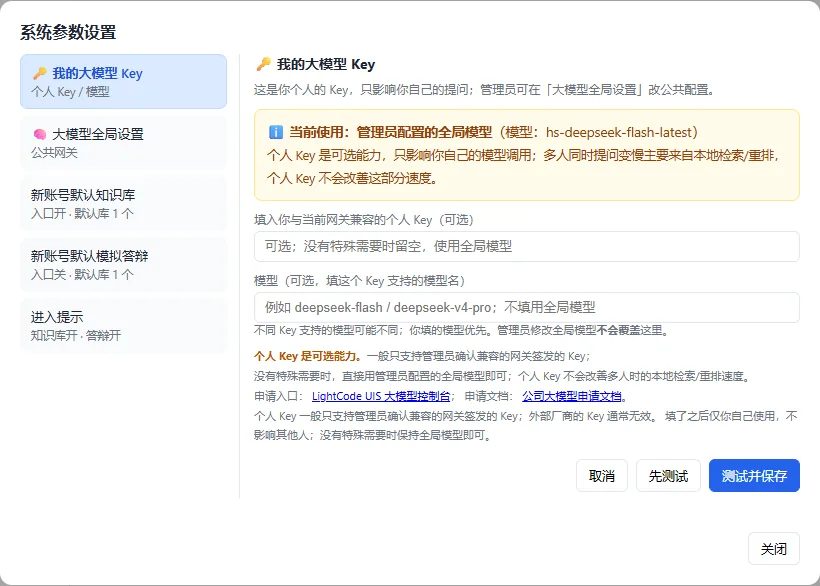 系统参数设置
🔑 我的大模型 Key
个人 Key / 模型
🧠 大模型全局设置
公共网关
新账号默认知识库
入口开 · 默认库 1 个
新账号默认模拟答辩
入口关 · 默认库 1 个
进入提示
知识库开 · 答辩开
🔑 我的大模型 Key
这是你个人的 Key，只影响你自己的提问；管理员可在「大模型全局设置」改公共配置。
ℹ️ 当前使用：管理员配置的全局模型（模型：hs-deepseek-flash-latest）
个人 Key 是可选能力，只影响你自己的模型调用；多人同时提问变慢主要来自本地检索/重排，
个人 Key 不会改善这部分速度。
填入你与当前网关兼容的个人 Key（可选）
可选；没有特殊需要时留空，使用全局模型
模型（可选，填这个 Key 支持的模型名）
例如 deepseek-flash / deepseek-v4-pro；不填用全局模型
不同 Key 支持的模型可能不同；你填的模型优先。管理员修改全局模型不会覆盖这里。
个人 Key 是可选能力。一般只支持管理员确认兼容的网关签发的 Key；
没有特殊需要时，直接用管理员配置的全局模型即可；个人 Key 不会改善多人时的本地检索/重排速度。
申请入口： LightCode UIS 大模型控制台； 申请文档： 公司大模型申请文档。
个人 Key 一般只支持管理员确认兼容的网关签发的 Key；外部厂商的 Key 通常无效。 填了之后仅你自己使用，不
影响其他人；没有特殊需要时保持全局模型即可。
取消
先测试
测试并保存
关闭